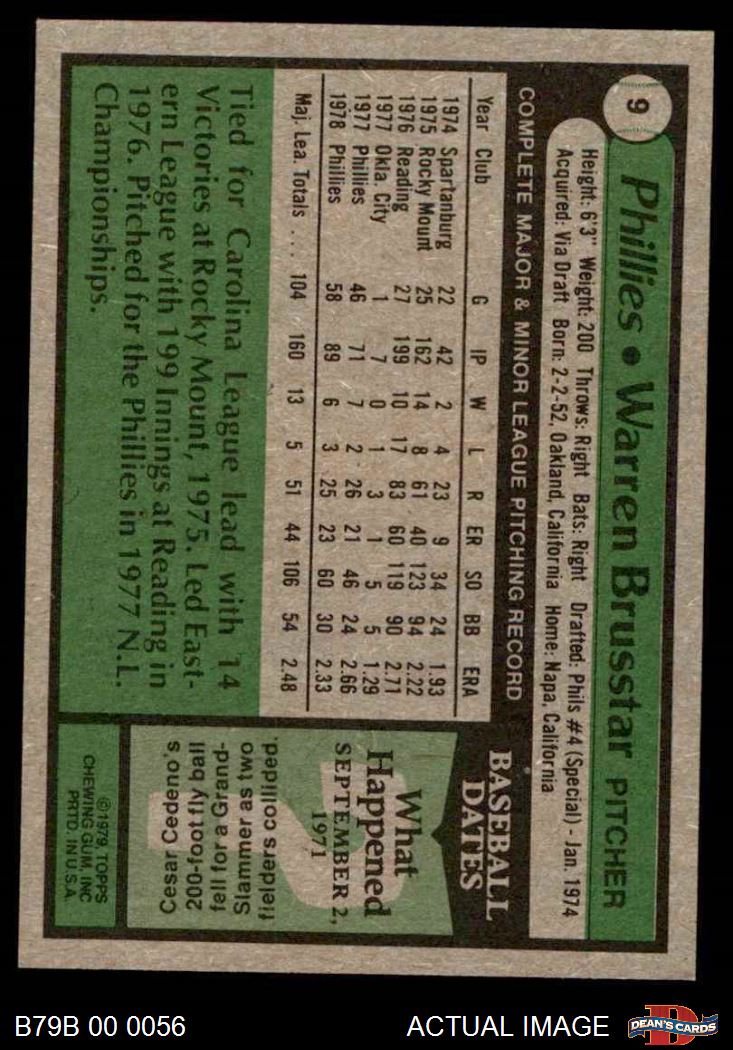 9
Phillies • Warren Brusstar PITCHER
Height: 6'3" Weight: 200 Throws: Right Bats: Right Drafted: Phils #4 (Special) - Jan. 1974
Acquired: Via Draft Born: 2-2-52, Oakland, California Home: Napa, California
COMPLETE MAJOR & MINOR LEAGUE PITCHING RECORD
Year Club G IP W L R ER SO BB ERA
1974 Spartanburg 22 42 2 4 23 9 34 24 1.93
1975 Rocky Mount 25 162 14 8 61 40 123 94 2.22
1976 Reading 27 199 10 17 83 60 119 90 2.71
1977 Okla. City 1 7 0 1 3 1 5 5 1.29
1977 Phillies 46 71 7 2 26 21 46 24 2.66
1978 Phillies 58 89 6 3 25 23 60 30 2.33
Maj. Lea. Totals . . . 104 160 13 5 51 44 106 54 2.48
Tied for Carolina League lead with 14
Victories at Rocky Mount, 1975. Led East-
ern League with 199 Innings at Reading in
1976. Pitched for the Phillies in 1977 N.L.
Championships.
BASEBALL
DATES
What
Happened
SEPTEMBER 2,
1971
Cesar Cedeno's
200-foot fly ball
fell for a Grand-
Slammer as two
fielders collided.
©1979, TOPPS
CHEWING GUM, INC
PRTD. IN U.S.A.
B79B 00 0056
ACTUAL IMAGE
DEAN'S CARDS